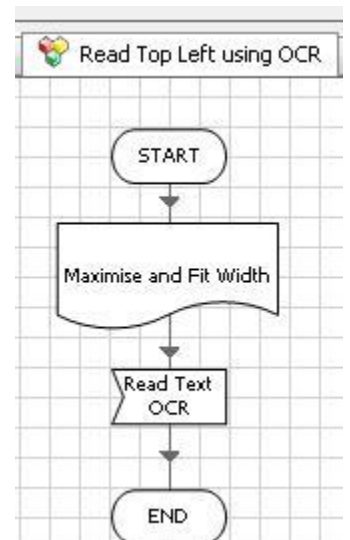 Read Top Left using OCR
START
Maximise and Fit Width
Read Text
OCR
END